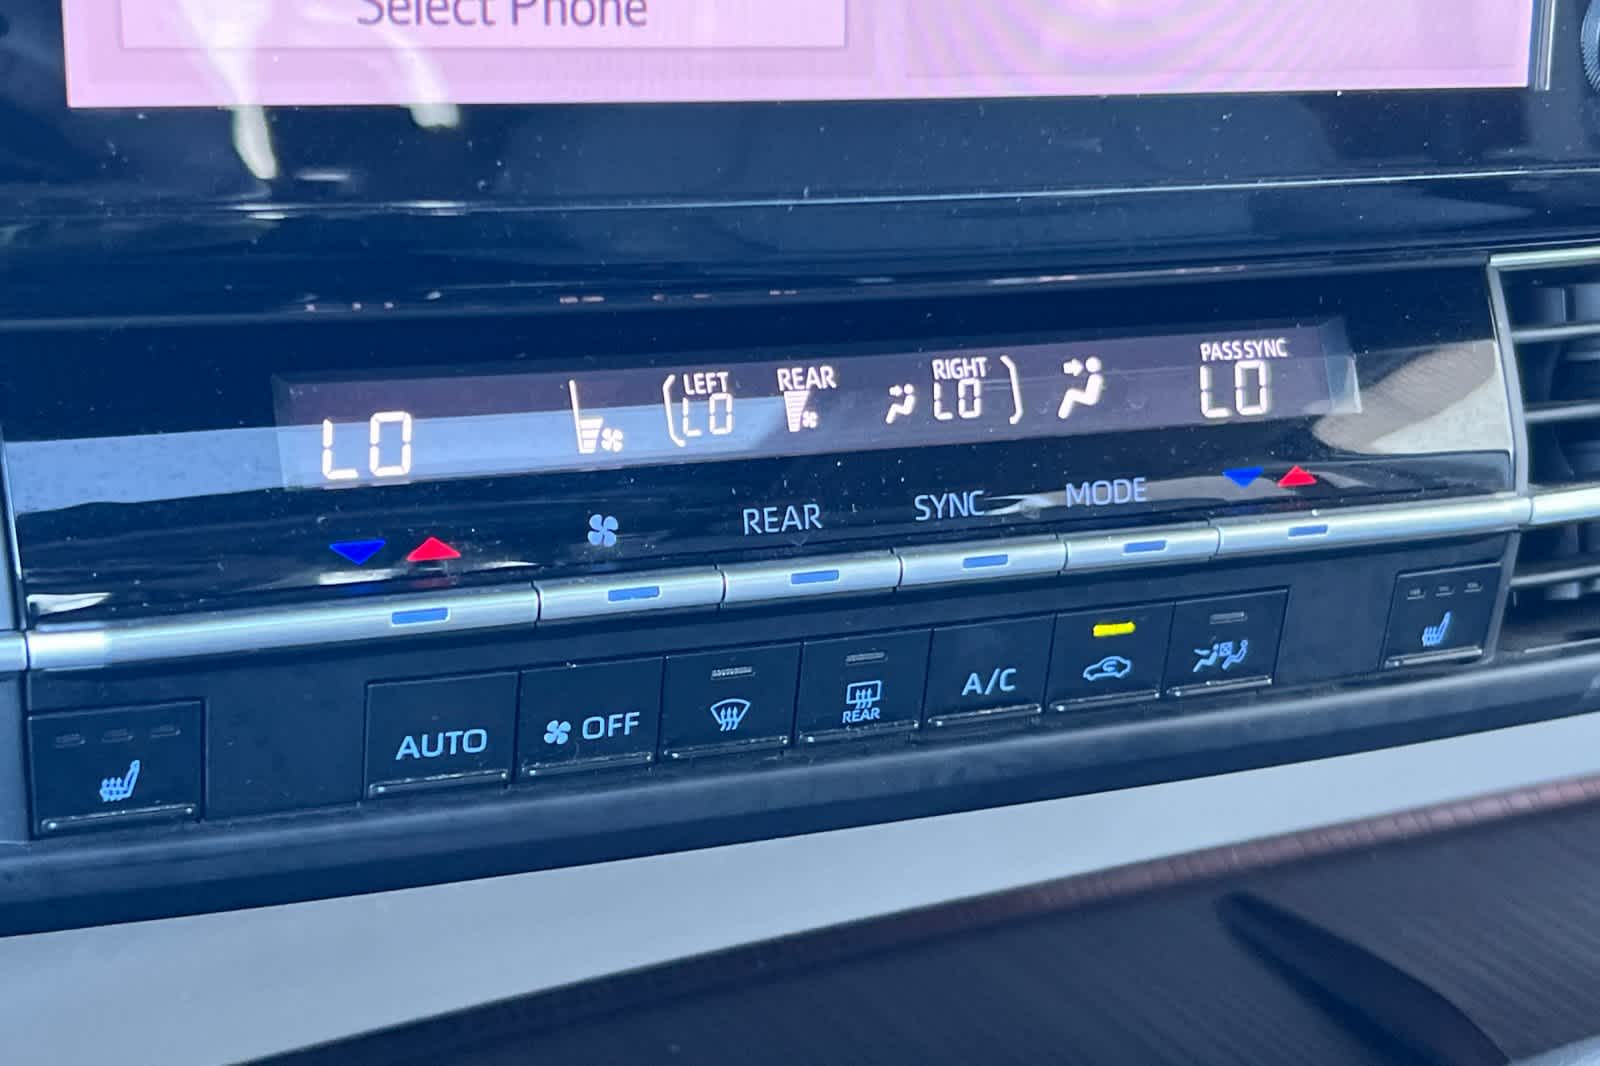 Select Phone
LO
LEFT
LO
REAR
RIGHT
LO
PASS SYNC
LO
REAR
SYNC
MODE
AUTO
OFF
REAR
A/C